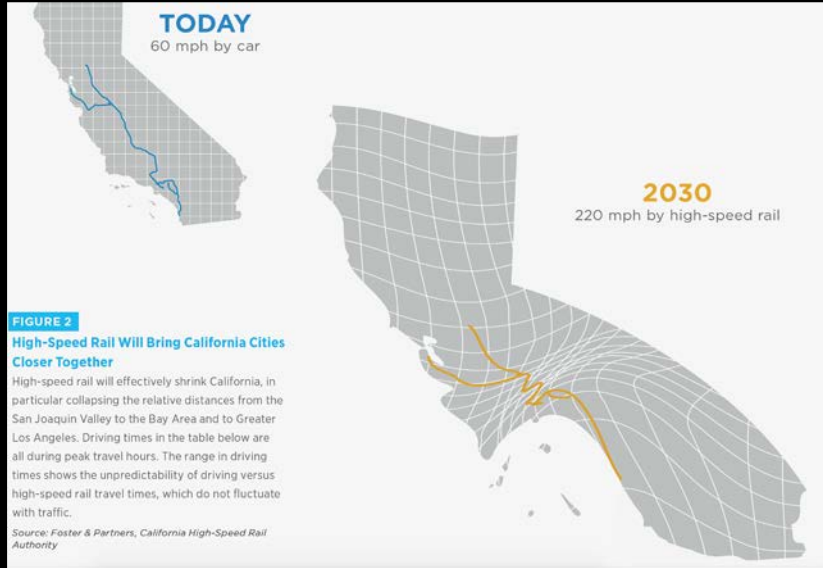 TODAY
60 mph by car
2030
220 mph by high-speed rail
FIGURE 2
High-Speed Rail Will Bring California Cities
Closer Together
High-speed rail will effectively shrink California, in
particular collapsing the relative distances from the
San Joaquin Valley to the Bay Area and to Greater
Los Angeles. Driving times in the table below are
all during peak travel hours. The range in driving
times shows the unpredictability of driving versus
high-speed rail travel times, which do not fluctuate
with traffic.
Source: Foster & Partners, California High-Speed Rail
Authority